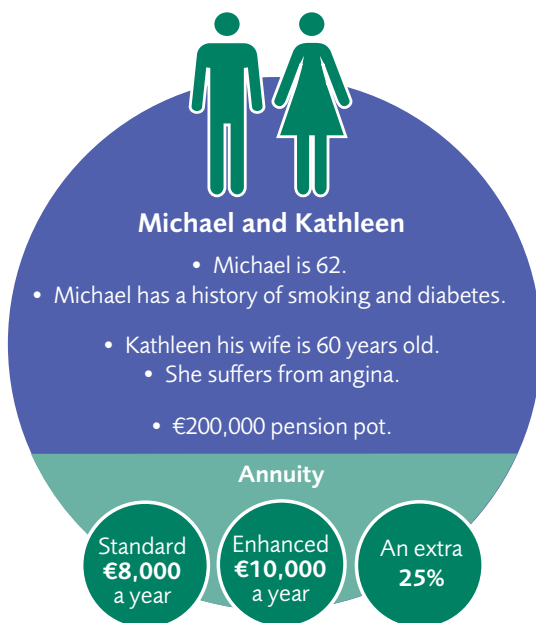 Michael and Kathleen
• Michael is 62.
• Michael has a history of smoking and diabetes.
• Kathleen his wife is 60 years old.
• She suffers from angina.
• €200,000 pension pot.
Annuity
Standard
€8,000
a year
Enhanced
€10,000
a year
An extra
25%